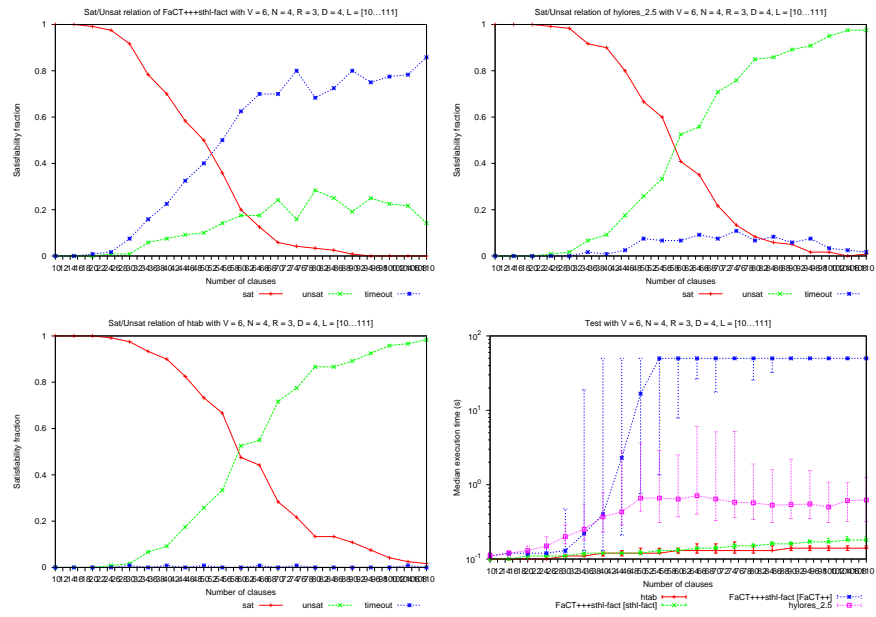 Sat/Unsat relation of FaCT+++sthl-fact with V = 6, N = 4, R = 3, D = 4, L = [10...111]
1
0.8
0.6
0.4
0.2
0
Satisfiability fraction
Number of clauses
sat unsat timeout
Sat/Unsat relation of hylores_2.5 with V = 6, N = 4, R = 3, D = 4, L = [10...111]
1
0.8
0.6
0.4
0.2
0
Satisfiability fraction
Number of clauses
sat unsat timeout
Sat/Unsat relation of htab with V = 6, N = 4, R = 3, D = 4, L = [10...111]
1
0.8
0.6
0.4
0.2
0
Satisfiability fraction
Number of clauses
sat unsat timeout
Test with V = 6, N = 4, R = 3, D = 4, L = [10...111]
10^2
10^1
10^0
10^-1
Median execution time (s)
Number of clauses
htab FaCT+++sthl-fact [FaCT++]
FaCT+++sthl-fact [sthl-fact] hylores_2.5